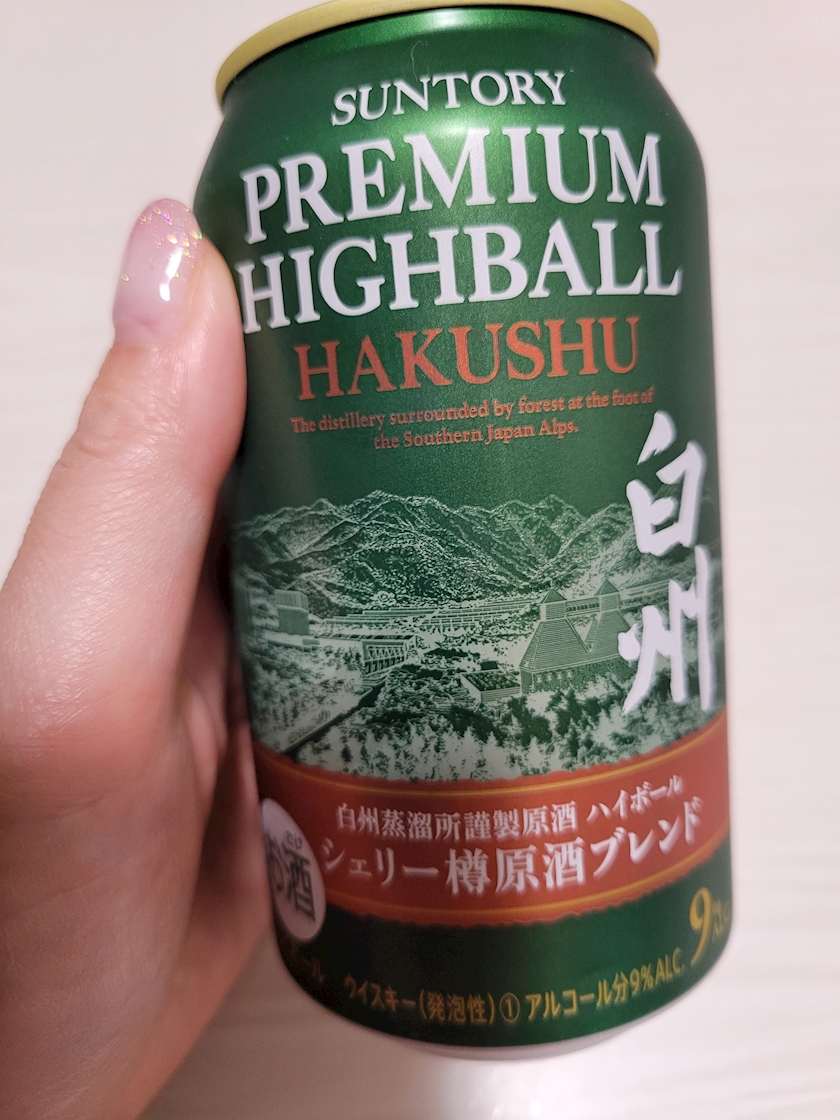 SUNTORY
PREMIUM
HIGHBALL
HAKUSHU
The distillery surrounded by forest at the foot of
the Southern Japan Alps.
白州
白州蒸溜所謹製原酒 ハイボール
シェリー樽原酒ブレンド
お酒
9
ウイスキー(発泡性)① アルコール分9%ALC.